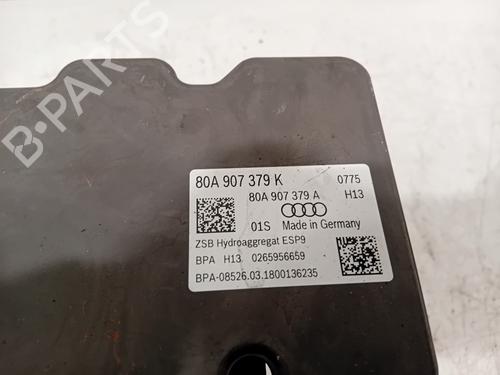 B-PARTS
80A 907 379 K 0775
80A 907 379 A H13
01S Made in Germany
ZSB Hydroaggregat ESP9
BPA H13 0265956659
BPA-08526.03.1800136235